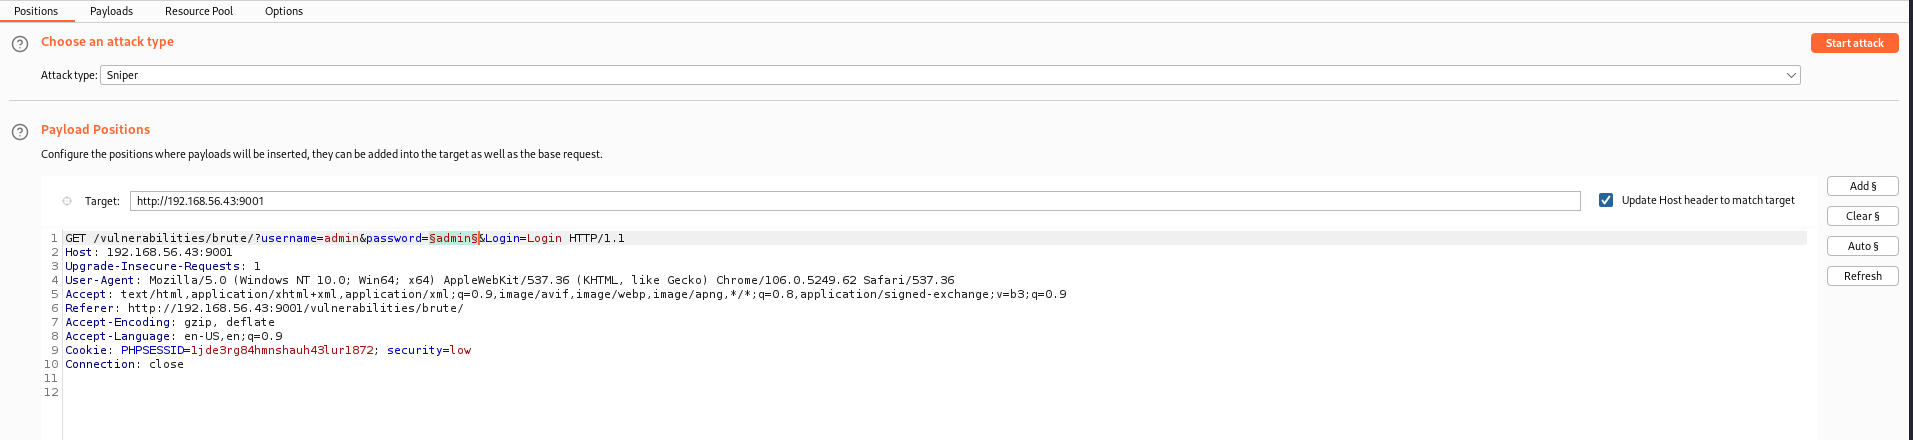 Positions Payloads Resource Pool Options
Choose an attack type
Start attack
Attack type: Sniper
Payload Positions
Configure the positions where payloads will be inserted, they can be added into the target as well as the base request.
Target: http://192.168.56.43:9001
Update Host header to match target
Add §
Clear §
Auto §
Refresh
1 GET /vulnerabilities/brute/?username=admin&password=§admin§&Login=Login HTTP/1.1
2 Host: 192.168.56.43:9001
3 Upgrade-Insecure-Requests: 1
4 User-Agent: Mozilla/5.0 (Windows NT 10.0; Win64; x64) AppleWebKit/537.36 (KHTML, like Gecko) Chrome/106.0.5249.62 Safari/537.36
5 Accept: text/html,application/xhtml+xml,application/xml;q=0.9,image/avif,image/webp,image/apng,*/*;q=0.8,application/signed-exchange;v=b3;q=0.9
6 Referer: http://192.168.56.43:9001/vulnerabilities/brute/
7 Accept-Encoding: gzip, deflate
8 Accept-Language: en-US,en;q=0.9
9 Cookie: PHPSESSID=1jde3rg84hmnshauh43lur1872; security=low
10 Connection: close
11
12